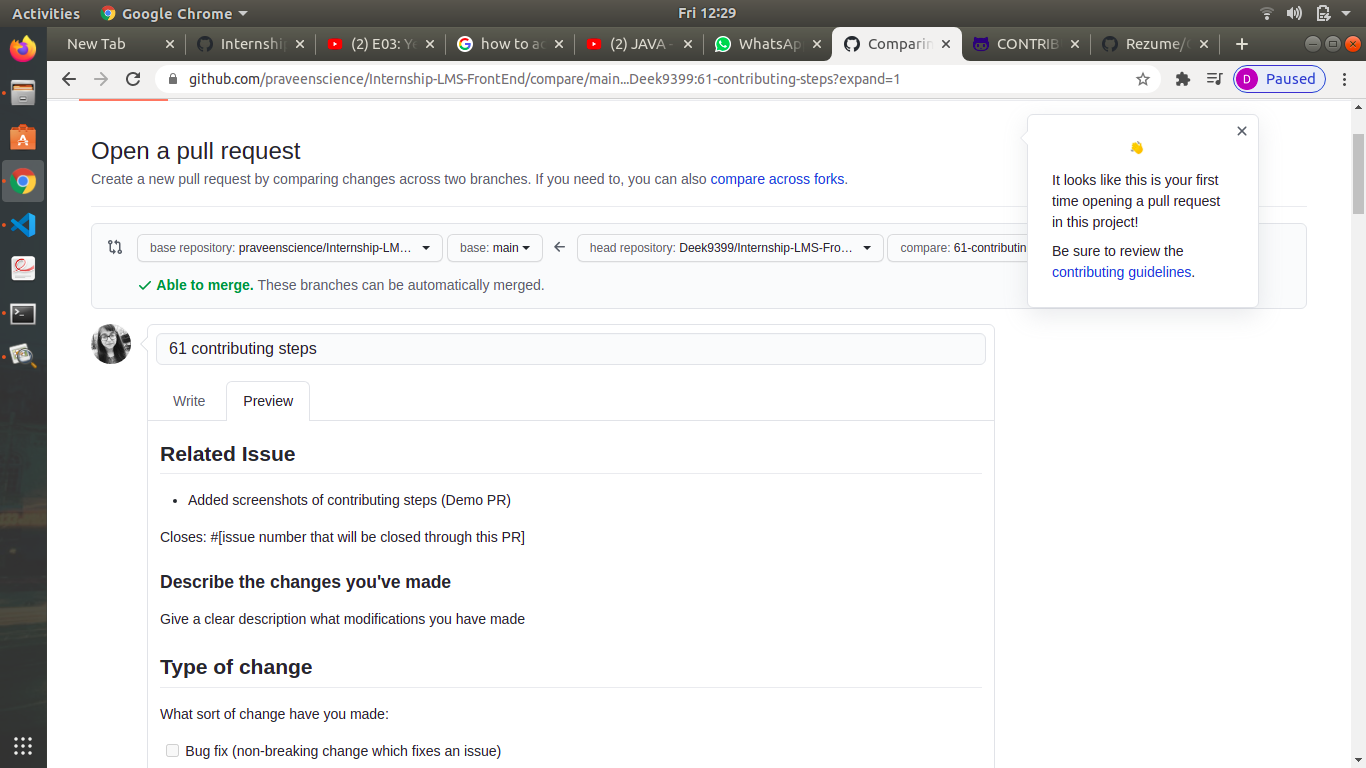 Activities Google Chrome Fri 12:29
New Tab Internship (2) E03: Ye how to ac (2) JAVA - WhatsApp Comparin CONTRIB Rezume/C
github.com/praveenscience/Internship-LMS-FrontEnd/compare/main...Deek9399:61-contributing-steps?expand=1 D Paused
Open a pull request
Create a new pull request by comparing changes across two branches. If you need to, you can also compare across forks.
It looks like this is your first
time opening a pull request
in this project!
Be sure to review the
contributing guidelines.
base repository: praveenscience/Internship-LM… base: main head repository: Deek9399/Internship-LMS-Fro… compare: 61-contributin
Able to merge. These branches can be automatically merged.
61 contributing steps
Write Preview
Related Issue
• Added screenshots of contributing steps (Demo PR)
Closes: #[issue number that will be closed through this PR]
Describe the changes you've made
Give a clear description what modifications you have made
Type of change
What sort of change have you made:
Bug fix (non-breaking change which fixes an issue)